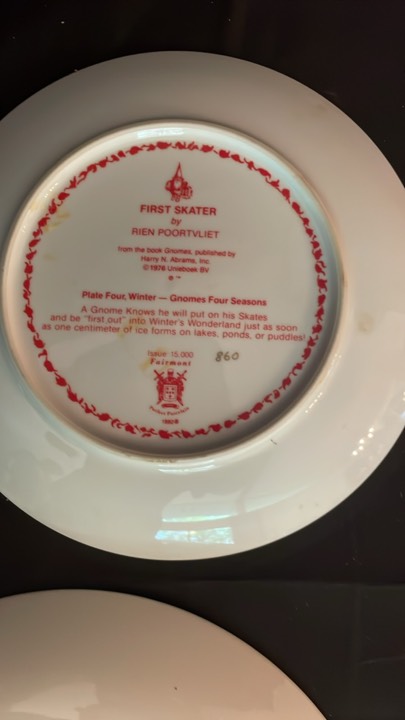 FIRST SKATER
by
RIEN POORTVLIET
from the book Gnomes, published by
Harry N. Abrams, Inc.
©1976 Unieboek BV
Plate Four, Winter — Gnomes Four Seasons
A Gnome Knows he will put on his Skates
and be "first out" into Winter's Wonderland just as soon
as one centimeter of ice forms on lakes, ponds, or puddles!
Issue 15,000 860
Fairmont